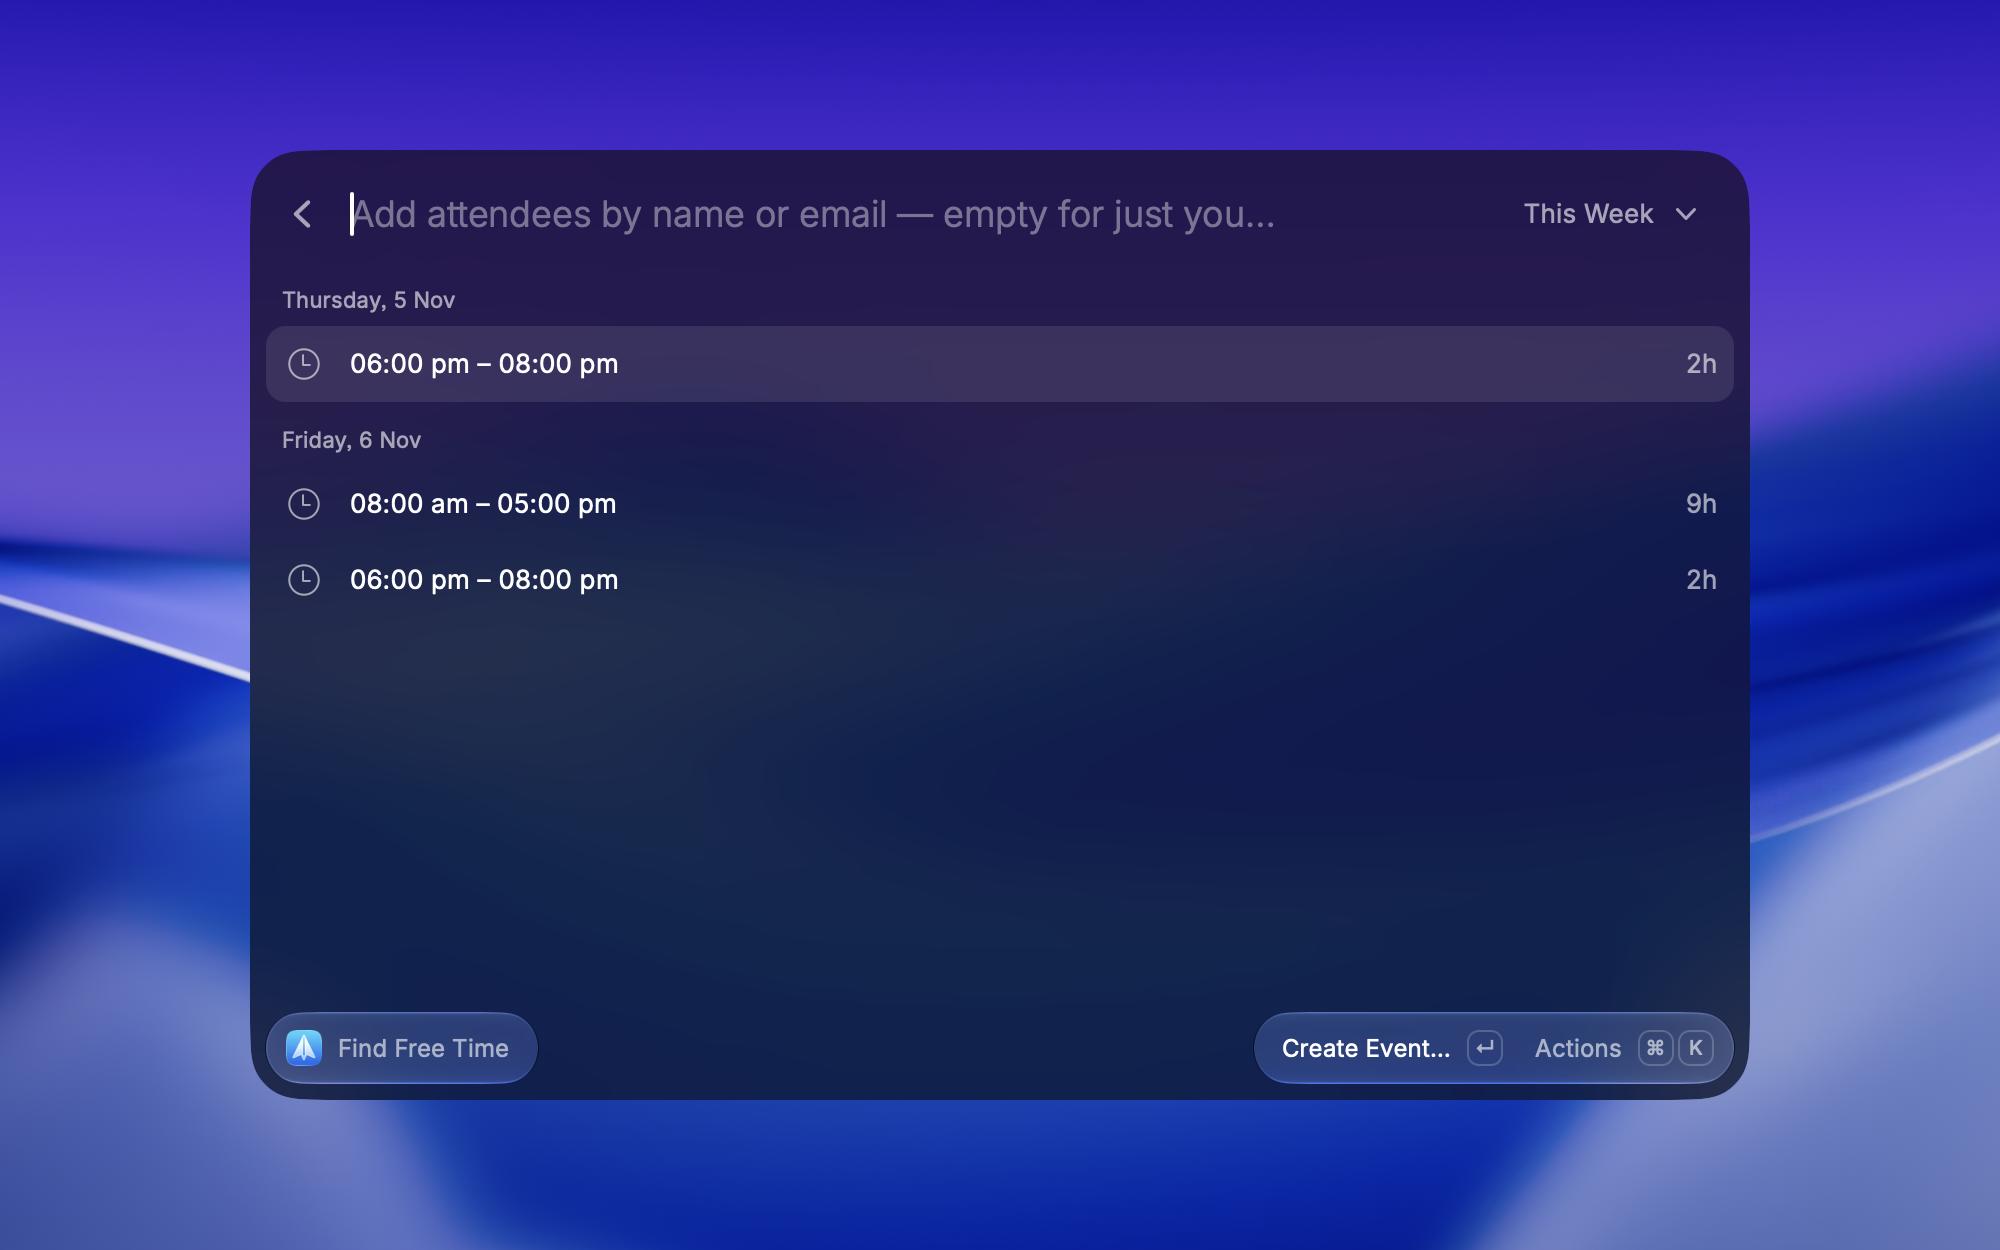 Add attendees by name or email — empty for just you...
This Week
Thursday, 5 Nov
06:00 pm – 08:00 pm 2h
Friday, 6 Nov
08:00 am – 05:00 pm 9h
06:00 pm – 08:00 pm 2h
Find Free Time
Create Event... ↵ Actions ⌘ K